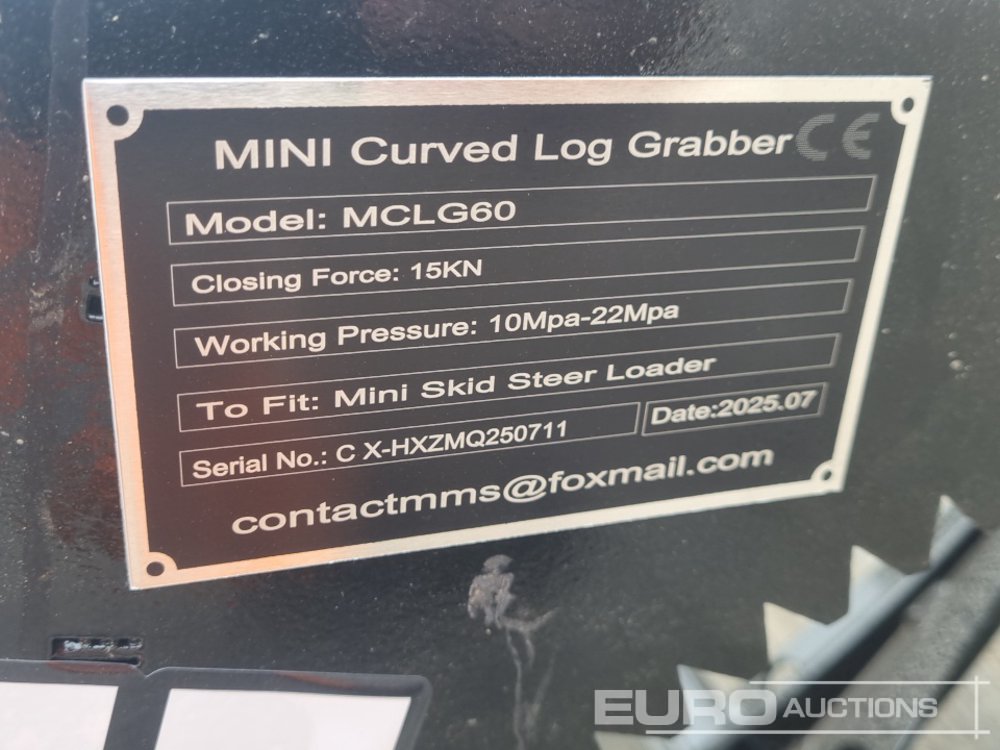 MINI Curved Log Grabber CE
Model: MCLG60
Closing Force: 15KN
Working Pressure: 10Mpa-22Mpa
To Fit: Mini Skid Steer Loader
Serial No.: C X-HXZMQ250711 Date:2025.07
contactmms@foxmail.com
EURO AUCTIONS